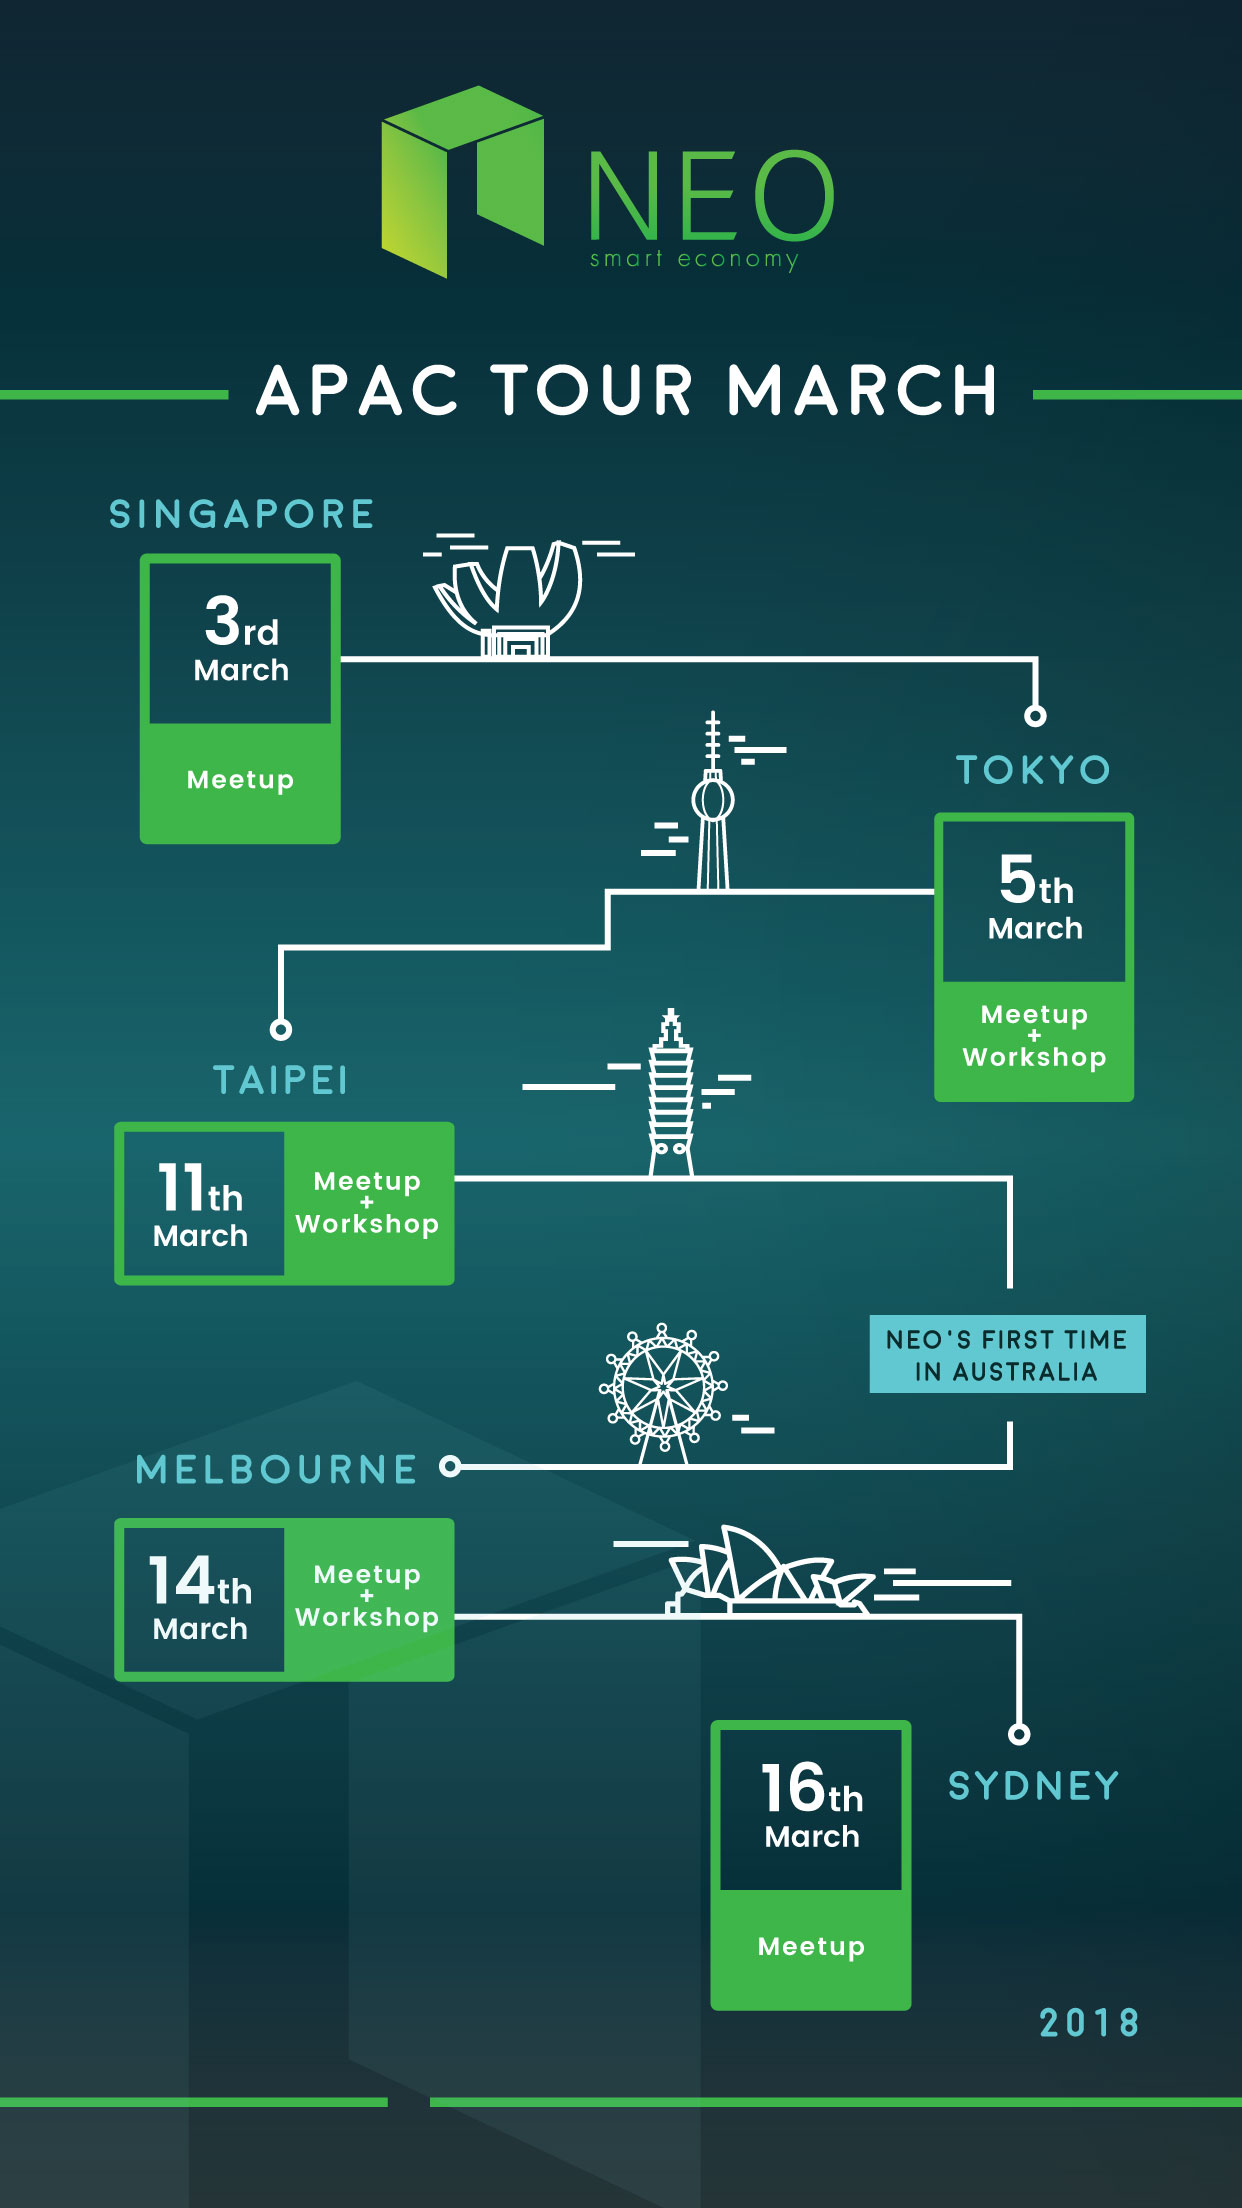 NEO
smart economy
APAC TOUR MARCH
SINGAPORE
3rd
March
Meetup
TOKYO
5th
March
Meetup
+
Workshop
TAIPEI
11th
March
Meetup
+
Workshop
NEO'S FIRST TIME
IN AUSTRALIA
MELBOURNE
14th
March
Meetup
+
Workshop
SYDNEY
16th
March
Meetup
2018